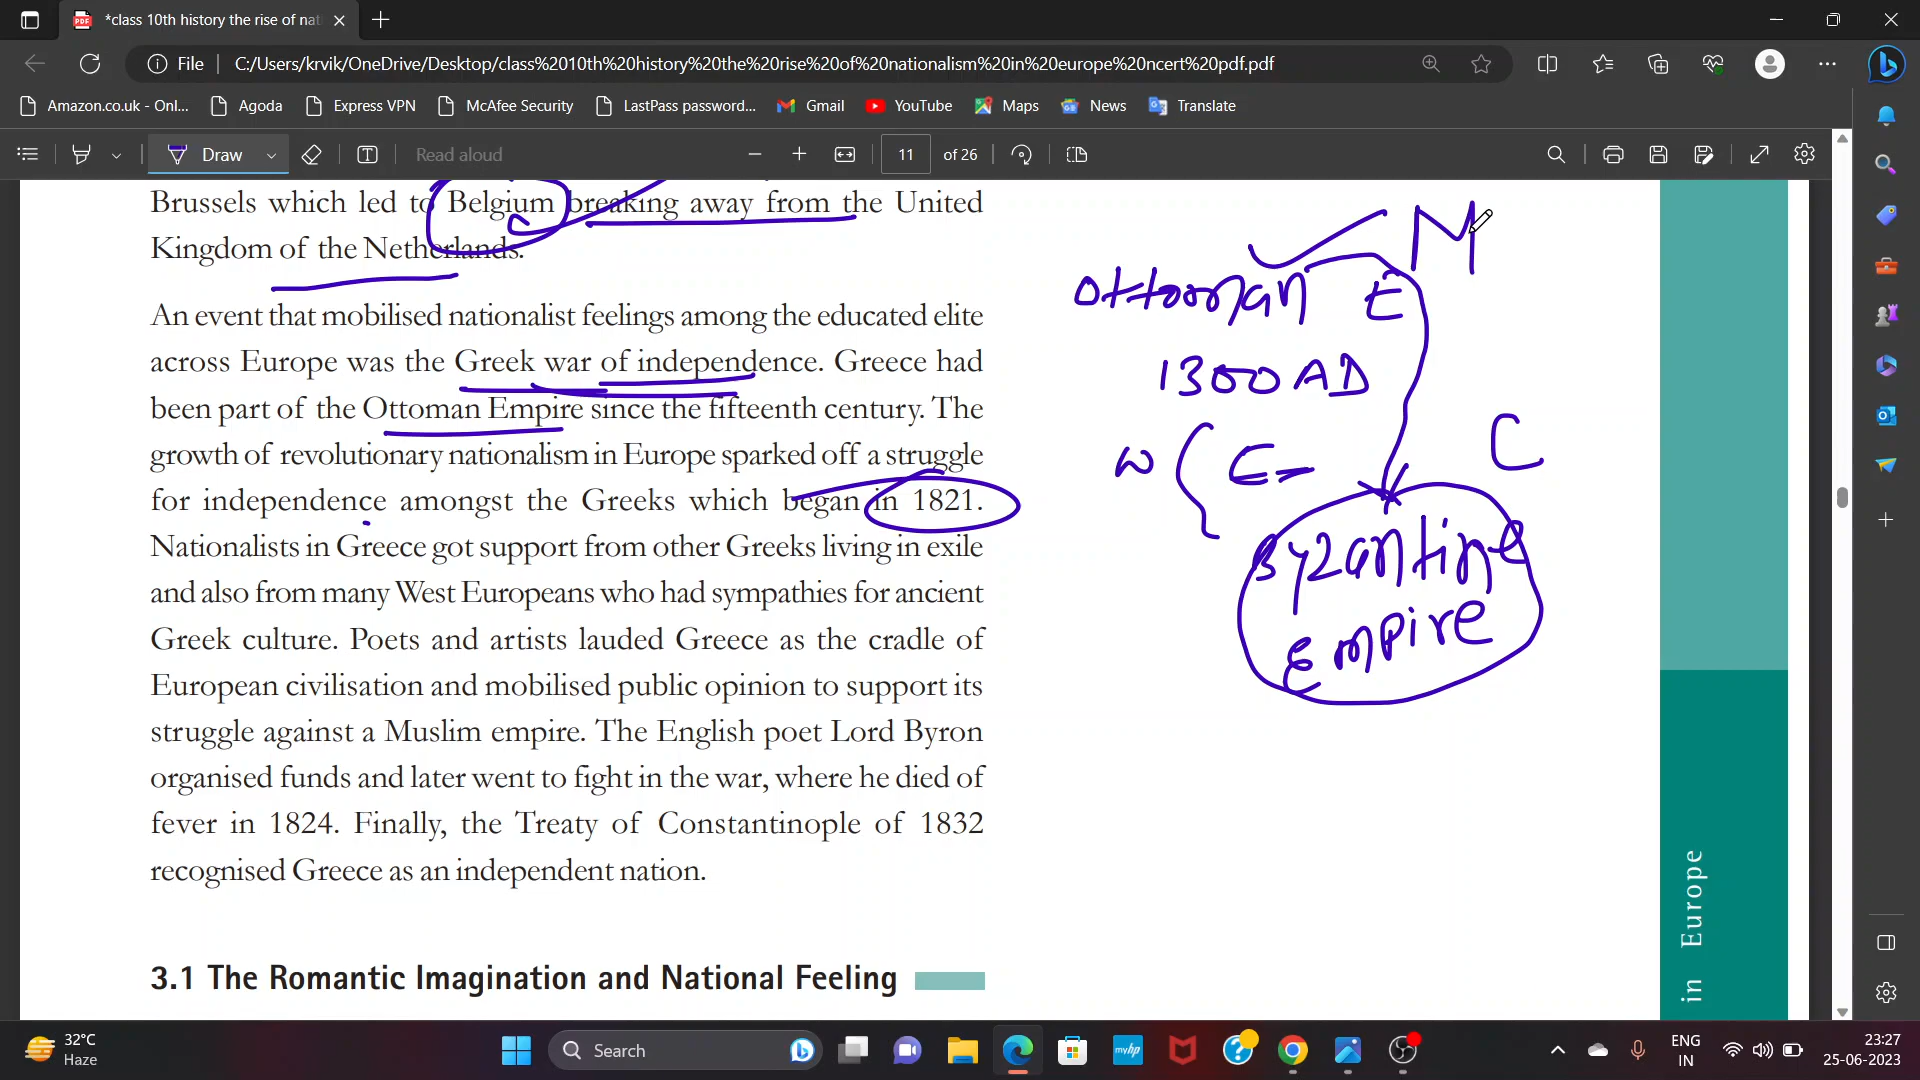 *class 10th history the rise of nat
File
C:/Users/krvik/OneDrive/Desktop/class%2010th%20history%20the%20rise%20of%20nationalism%20in%20europe%20ncert%20pdf.pdf
Amazon.co.uk - Onl...
Agoda
Express VPN
McAfee Security
LastPass password...
Gmail
YouTube
Maps
News
Translate
Draw
Read aloud
11
of 26
Brussels which led to Belgium breaking away from the United
Kingdom of the Netherlands.
An event that mobilised nationalist feelings among the educated elite
across Europe was the Greek war of independence. Greece had
been part of the Ottoman Empire since the fifteenth century. The
growth of revolutionary nationalism in Europe sparked off a struggle
for independence amongst the Greeks which began in 1821.
Nationalists in Greece got support from other Greeks living in exile
and also from many West Europeans who had sympathies for ancient
Greek culture. Poets and artists lauded Greece as the cradle of
European civilisation and mobilised public opinion to support its
struggle against a Muslim empire. The English poet Lord Byron
organised funds and later went to fight in the war, where he died of
fever in 1824. Finally, the Treaty of Constantinople of 1832
recognised Greece as an independent nation.
3.1 The Romantic Imagination and National Feeling
M
Ottoman E
1300 AD
W
E
C
Byzantine
empire
in Europe
32°C
Haze
Search
myhp
ENG
IN
23:27
25-06-2023